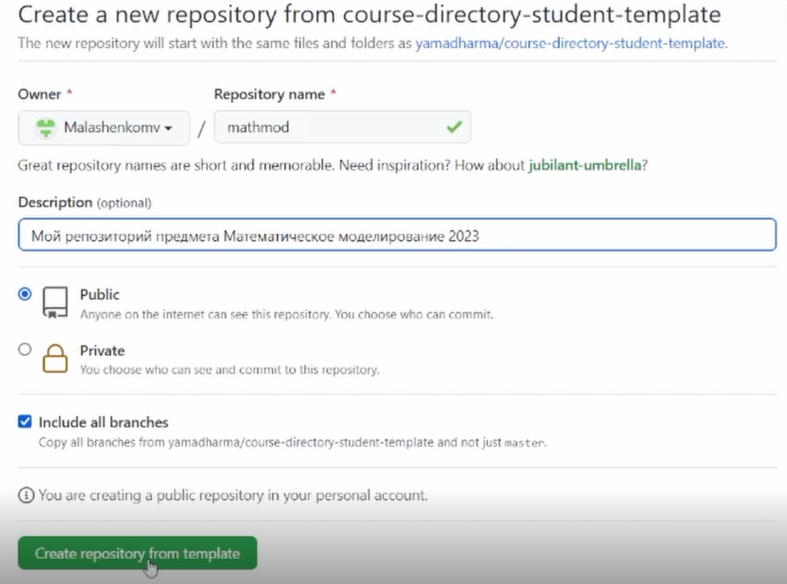 Create a new repository from course-directory-student-template
The new repository will start with the same files and folders as yamadharma/course-directory-student-template.
Owner * Repository name *
Malashenkomv / mathmod
Great repository names are short and memorable. Need inspiration? How about jubilant-umbrella?
Description (optional)
Мой репозиторий предмета Математическое моделирование 2023
Public
Anyone on the internet can see this repository. You choose who can commit.
Private
You choose who can see and commit to this repository.
Include all branches
Copy all branches from yamadharma/course-directory-student-template and not just master.
You are creating a public repository in your personal account.
Create repository from template